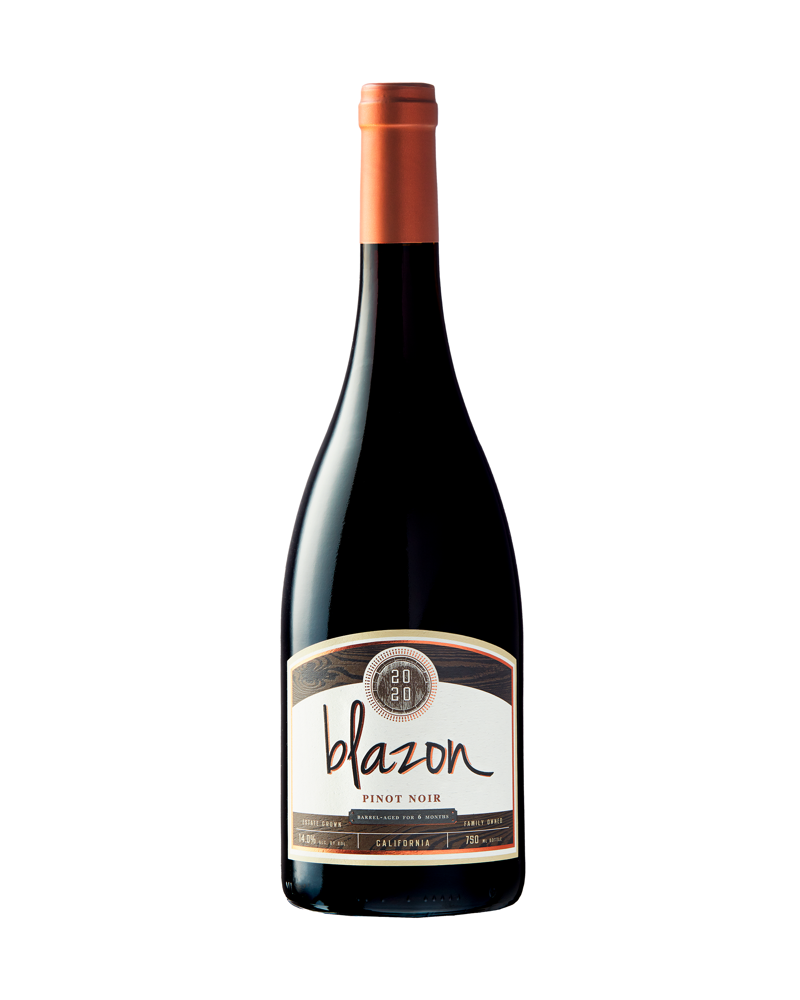 20
20
blazon
PINOT NOIR
BARREL-AGED FOR 6 MONTHS
ESTATE GROWN
FAMILY OWNED
14.0% ALC. BY VOL.
CALIFORNIA
750 ML BOTTLE